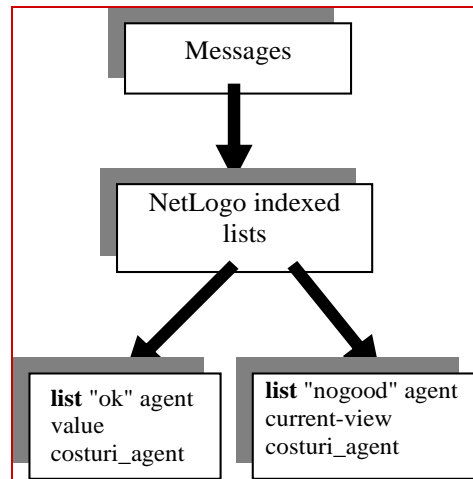 Messages
NetLogo indexed
lists
list "ok" agent
value
costuri_agent
list "nogood" agent
current-view
costuri_agent